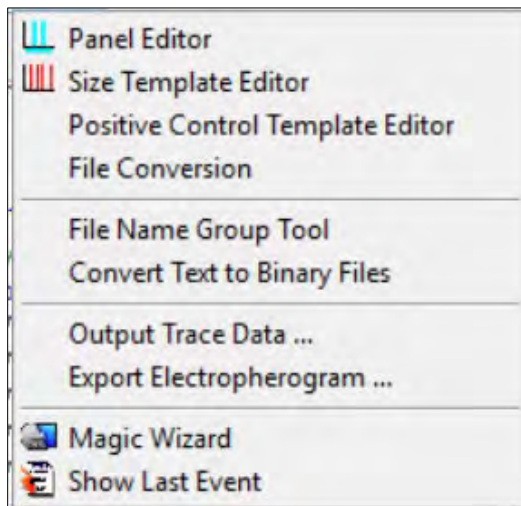 Panel Editor
Size Template Editor
Positive Control Template Editor
File Conversion
File Name Group Tool
Convert Text to Binary Files
Output Trace Data ...
Export Electropherogram ...
Magic Wizard
Show Last Event